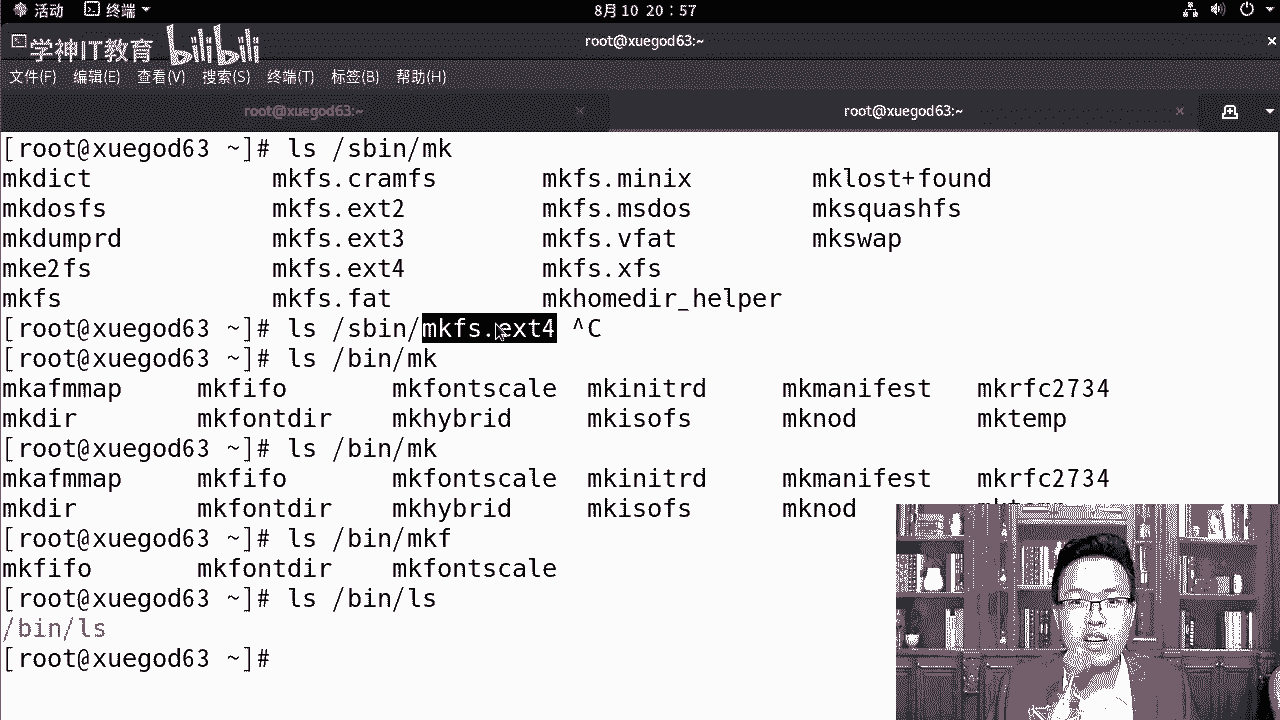 活动 终端 8月10 20：57
学神IT教育 bilibili root@xuegod63:~
文件(F) 编辑(E) 查看(V) 搜索(S) 终端(T) 标签(B) 帮助(H)
root@xuegod63:~ root@xuegod63:~
[root@xuegod63 ~]# ls /sbin/mk
mkdict mkfs.cramfs mkfs.minix mklost+found
mkdosfs mkfs.ext2 mkfs.msdos mksquashfs
mkdumprd mkfs.ext3 mkfs.vfat mkswap
mke2fs mkfs.ext4 mkfs.xfs
mkfs mkfs.fat mkhomedir_helper
[root@xuegod63 ~]# ls /sbin/mkfs.ext4 ^C
[root@xuegod63 ~]# ls /bin/mk
mkafmmap mkfifo mkfontscale mkinitrd mkmanifest mkrfc2734
mkdir mkfontdir mkhybrid mkisofs mknod mktemp
[root@xuegod63 ~]# ls /bin/mk
mkafmmap mkfifo mkfontscale mkinitrd mkmanifest mkrfc2734
mkdir mkfontdir mkhybrid mkisofs mknod
[root@xuegod63 ~]# ls /bin/mkf
mkfifo mkfontdir mkfontscale
[root@xuegod63 ~]# ls /bin/ls
/bin/ls
[root@xuegod63 ~]#